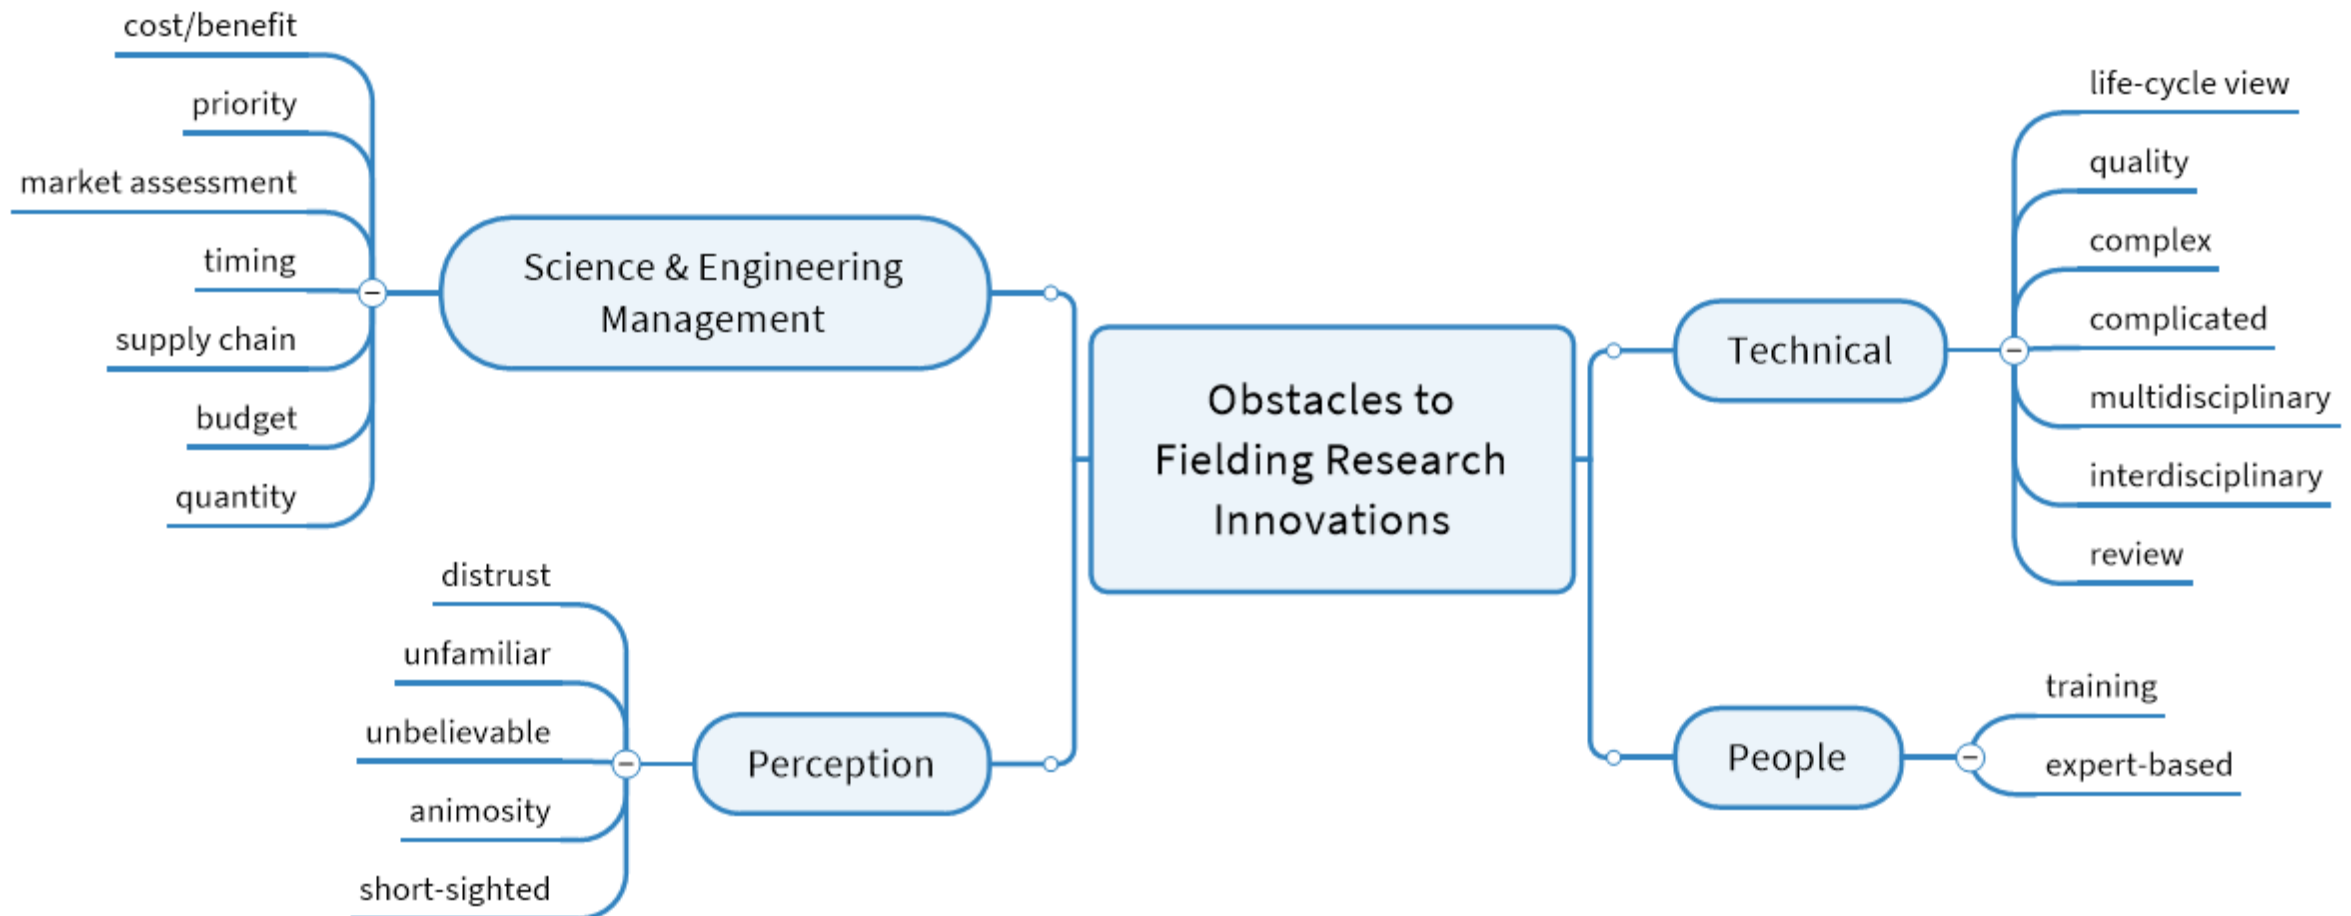 cost/benefit
priority
market assessment
timing
supply chain
budget
quantity
Science & Engineering
Management
distrust
unfamiliar
unbelievable
animosity
short-sighted
Perception
Obstacles to
Fielding Research
Innovations
Technical
life-cycle view
quality
complex
complicated
multidisciplinary
interdisciplinary
review
People
training
expert-based